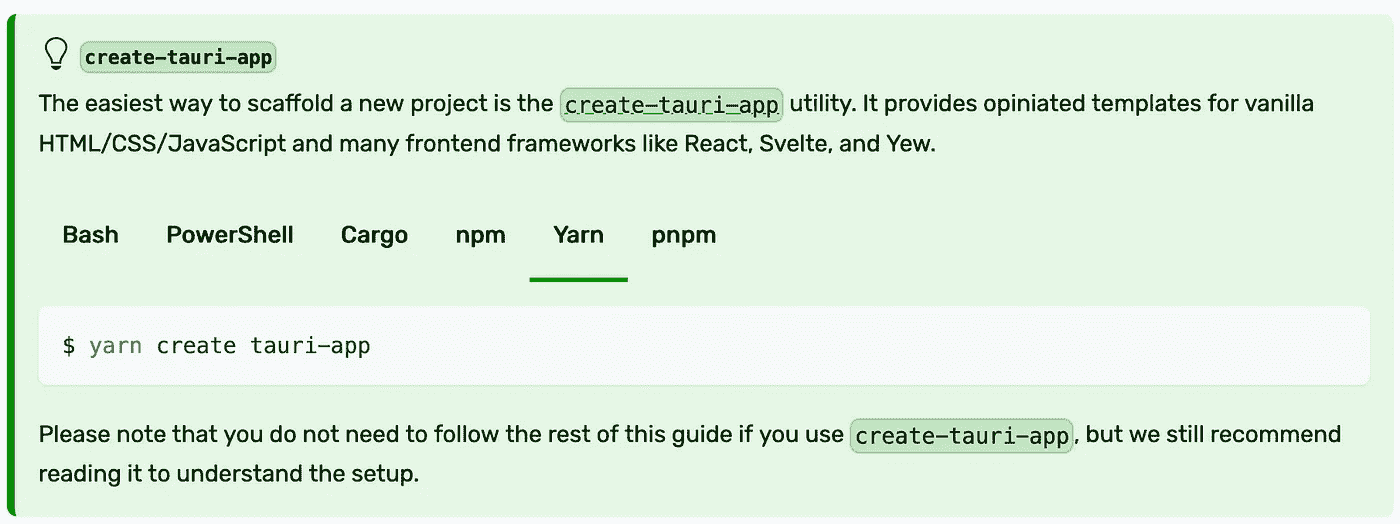 create-tauri-app
The easiest way to scaffold a new project is the create-tauri-app utility. It provides opiniated templates for vanilla
HTML/CSS/JavaScript and many frontend frameworks like React, Svelte, and Yew.
Bash PowerShell Cargo npm Yarn pnpm
$ yarn create tauri-app
Please note that you do not need to follow the rest of this guide if you use create-tauri-app, but we still recommend
reading it to understand the setup.